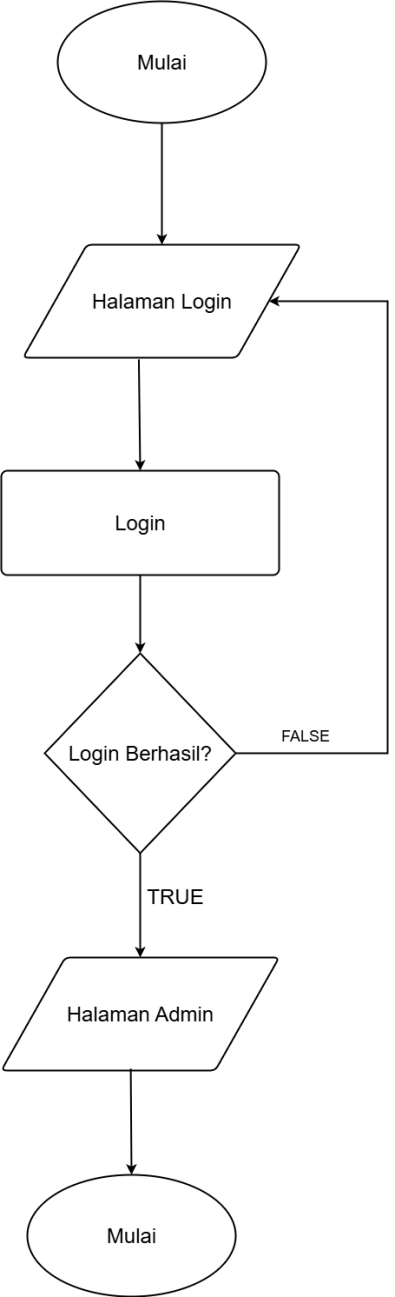 Mulai
Halaman Login
Login
Login Berhasil?
FALSE
TRUE
Halaman Admin
Mulai